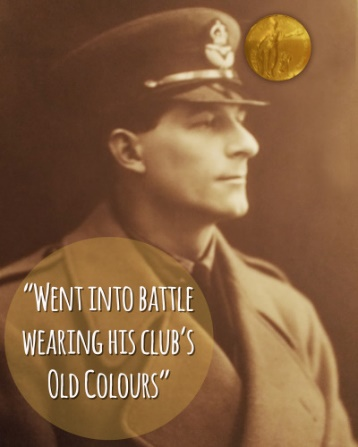 “Went into battle
wearing his club’s
Old Colours”